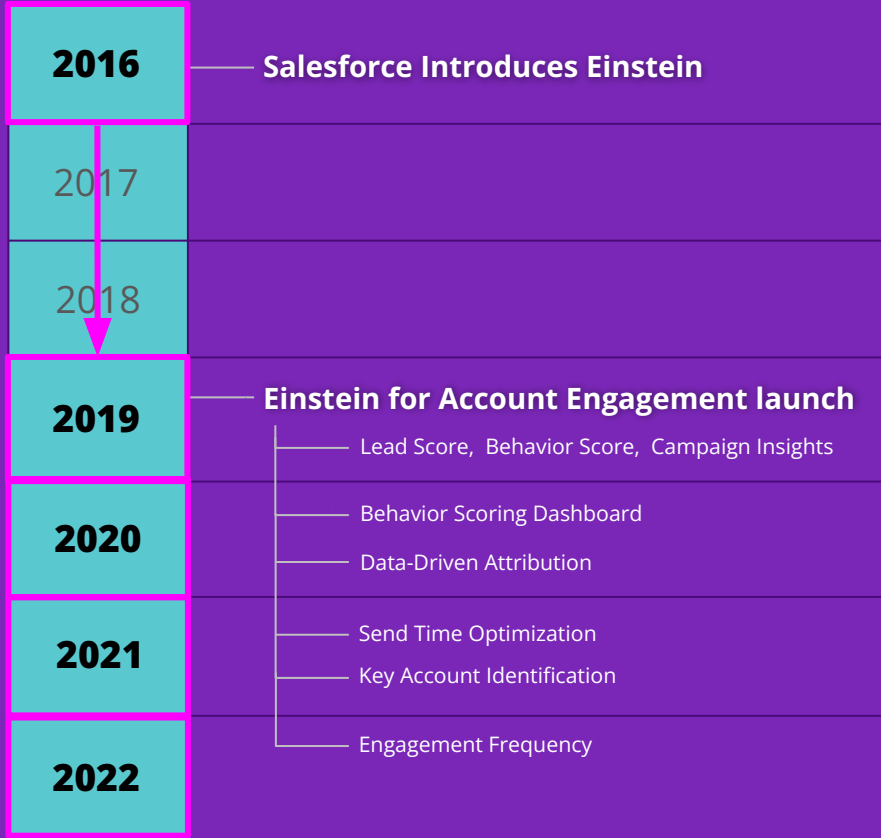 2016
Salesforce Introduces Einstein
2017
2018
2019
Einstein for Account Engagement launch
Lead Score, Behavior Score, Campaign Insights
2020
Behavior Scoring Dashboard
Data-Driven Attribution
2021
Send Time Optimization
Key Account Identification
2022
Engagement Frequency